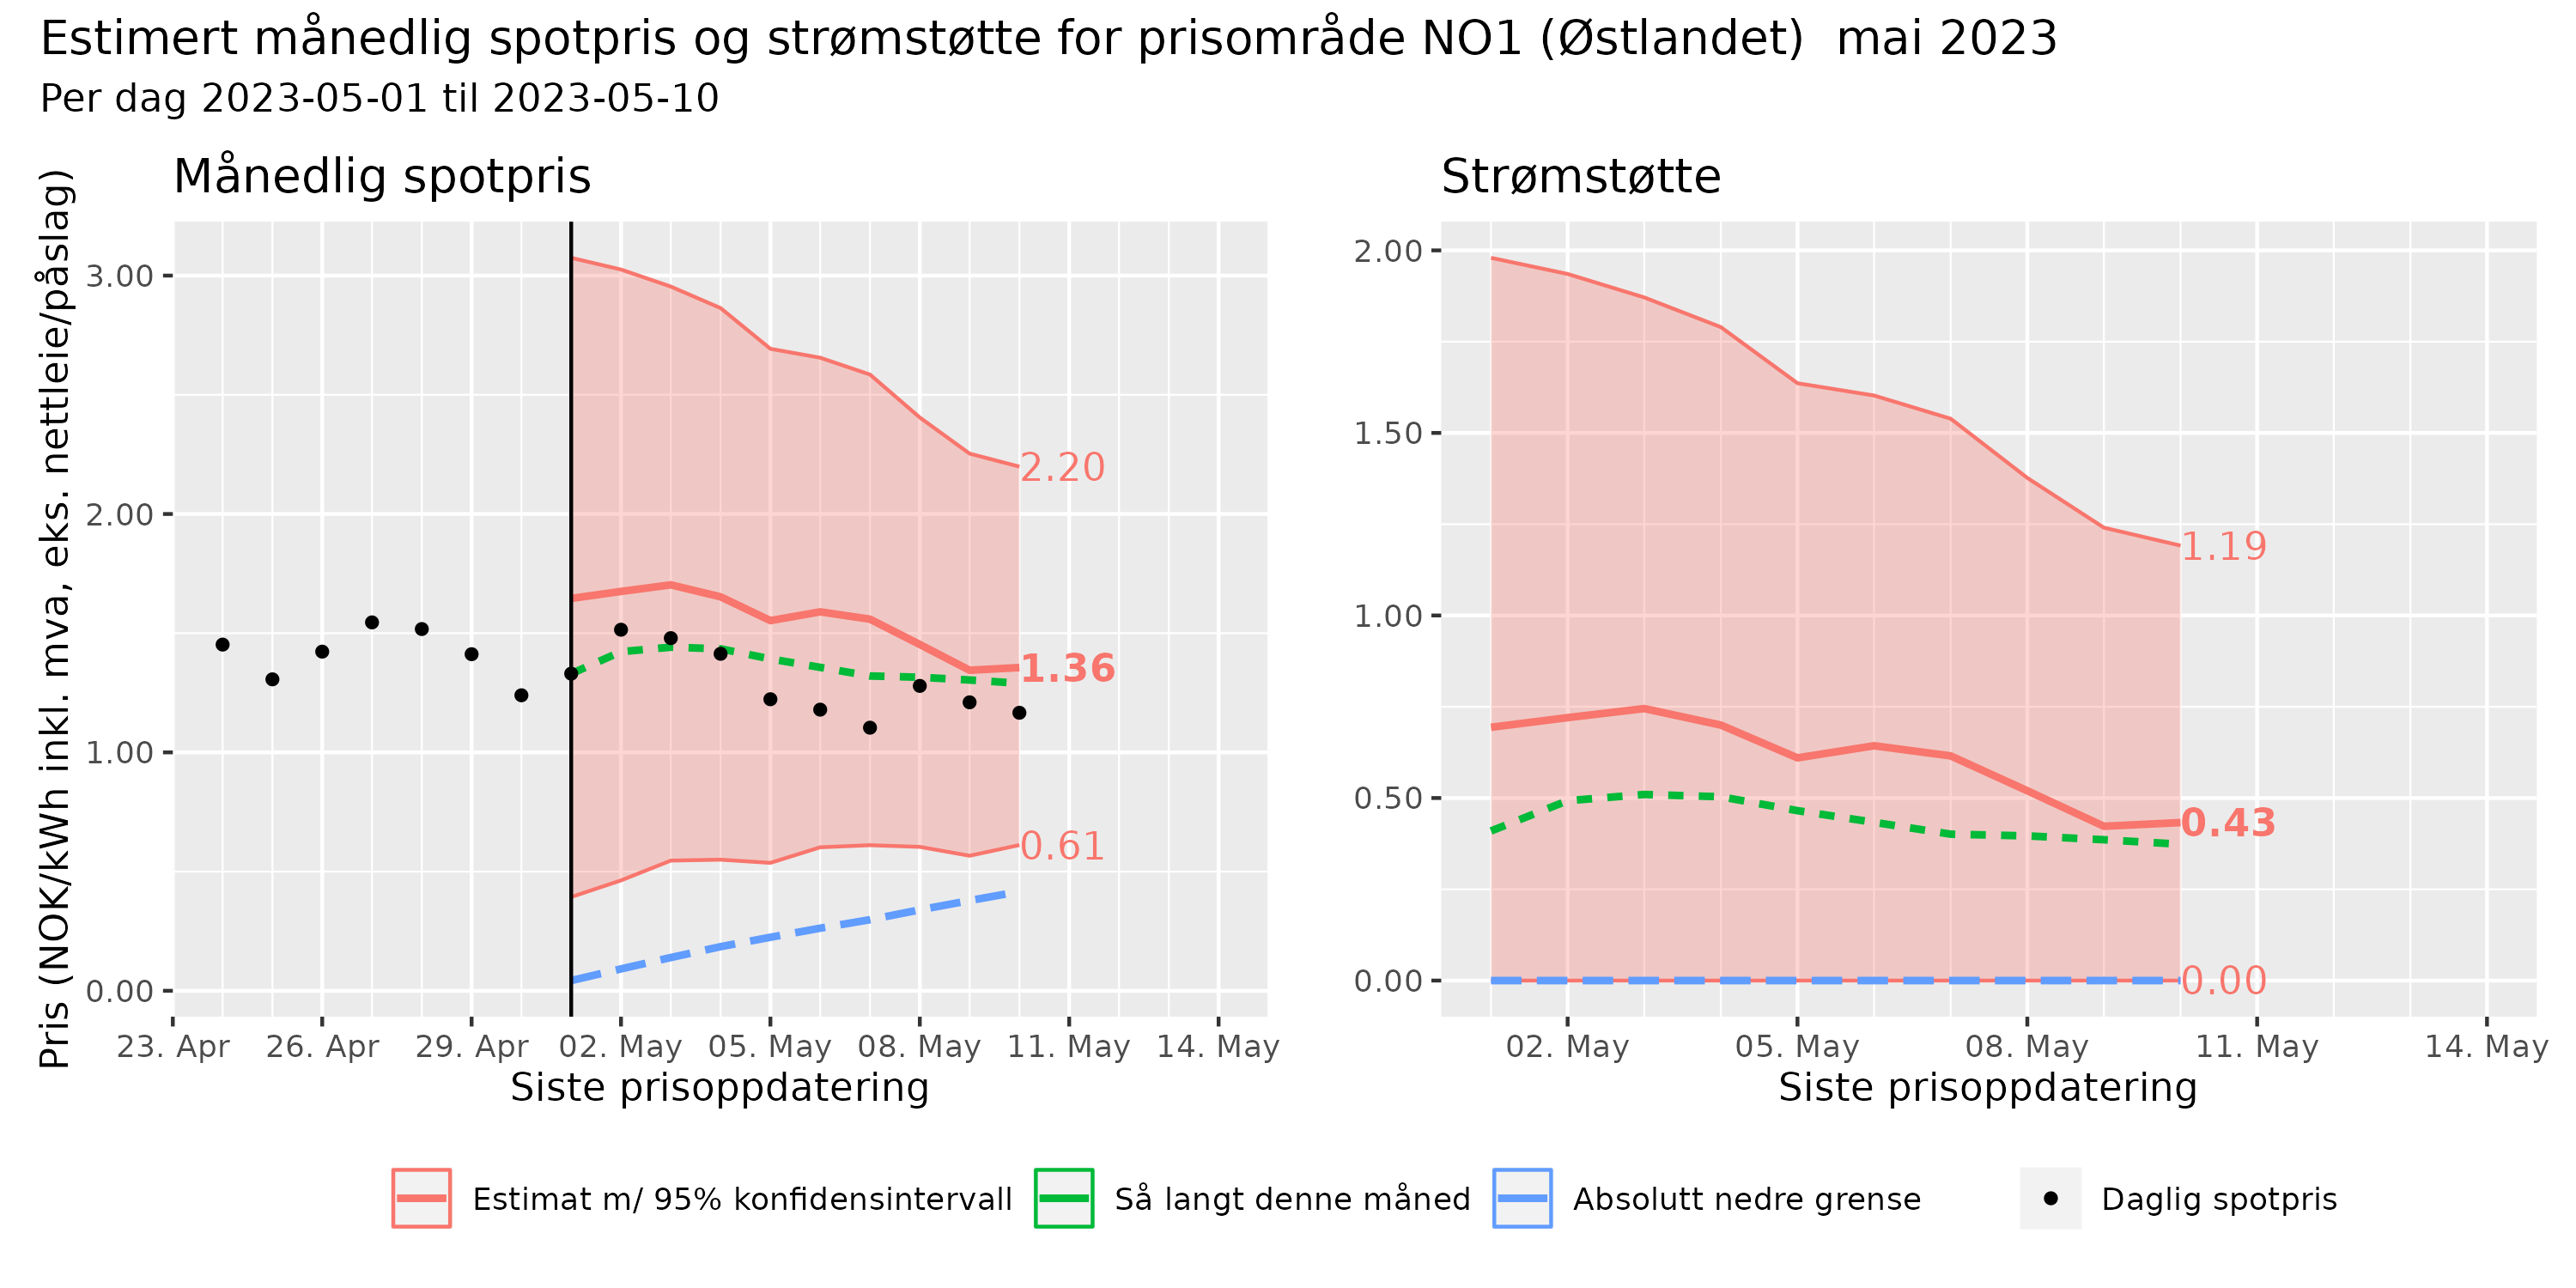 Estimert månedlig spotpris og strømstøtte for prisområde NO1 (Østlandet)  mai 2023
Per dag 2023-05-01 til 2023-05-10
Månedlig spotpris
Pris (NOK/kWh inkl. mva, eks. nettleie/påslag)
3.00
2.00
1.00
0.00
2.20
1.36
0.61
23. Apr 26. Apr 29. Apr 02. May 05. May 08. May 11. May 14. May
Siste prisoppdatering
Strømstøtte
2.00
1.50
1.00
0.50
0.00
1.19
0.43
0.00
02. May 05. May 08. May 11. May 14. May
Siste prisoppdatering
Estimat m/ 95% konfidensintervall Så langt denne måned Absolutt nedre grense Daglig spotpris